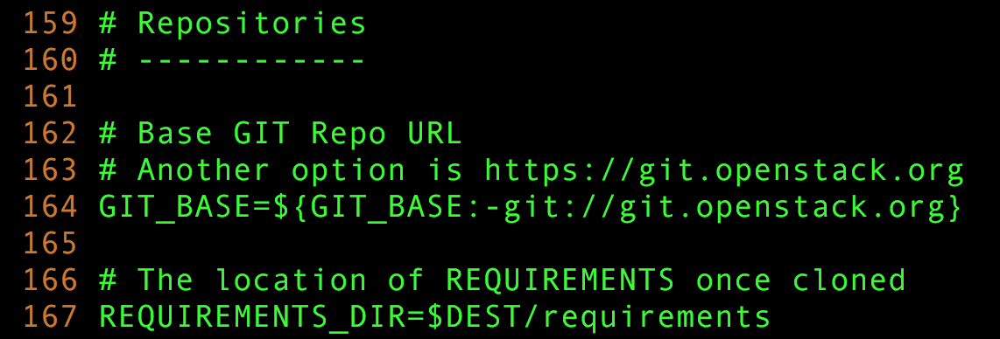 159 # Repositories
160 # ------------
161
162 # Base GIT Repo URL
163 # Another option is https://git.openstack.org
164 GIT_BASE=${GIT_BASE:-git://git.openstack.org}
165
166 # The location of REQUIREMENTS once cloned
167 REQUIREMENTS_DIR=$DEST/requirements